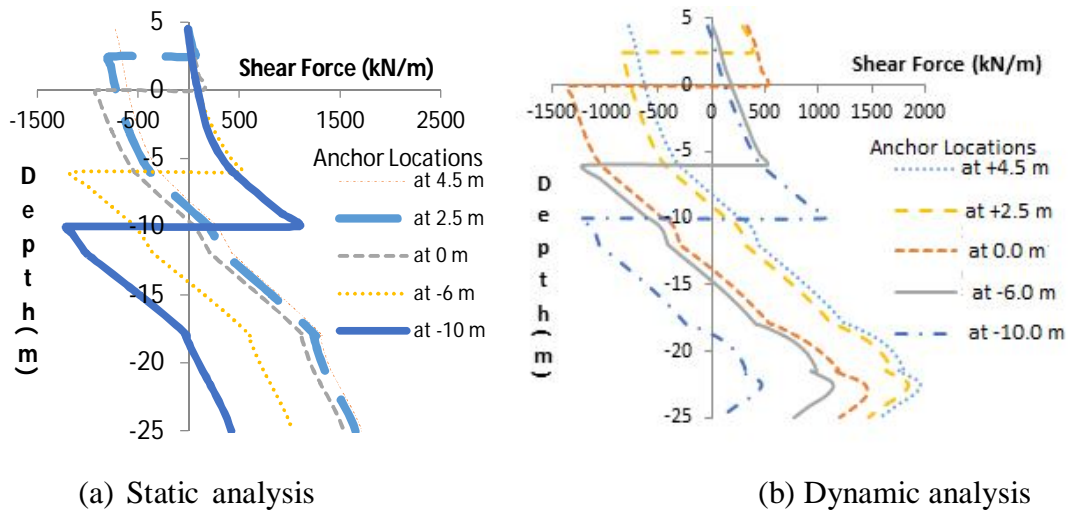 5
0
-5
-10
-15
-20
-25
-1500
-500
500
1500
2500
Shear Force (kN/m)
Depth (m)
Anchor Locations
at 4.5 m
at 2.5 m
at 0 m
at -6 m
at -10 m
(a) Static analysis
5
0
-5
-10
-15
-20
-25
-1500 -1000 -500 0 500 1000 1500 2000
Shear Force (kN/m)
Depth (m)
Anchor Locations
at +4.5 m
at +2.5 m
at 0.0 m
at -6.0 m
at -10.0 m
(b) Dynamic analysis